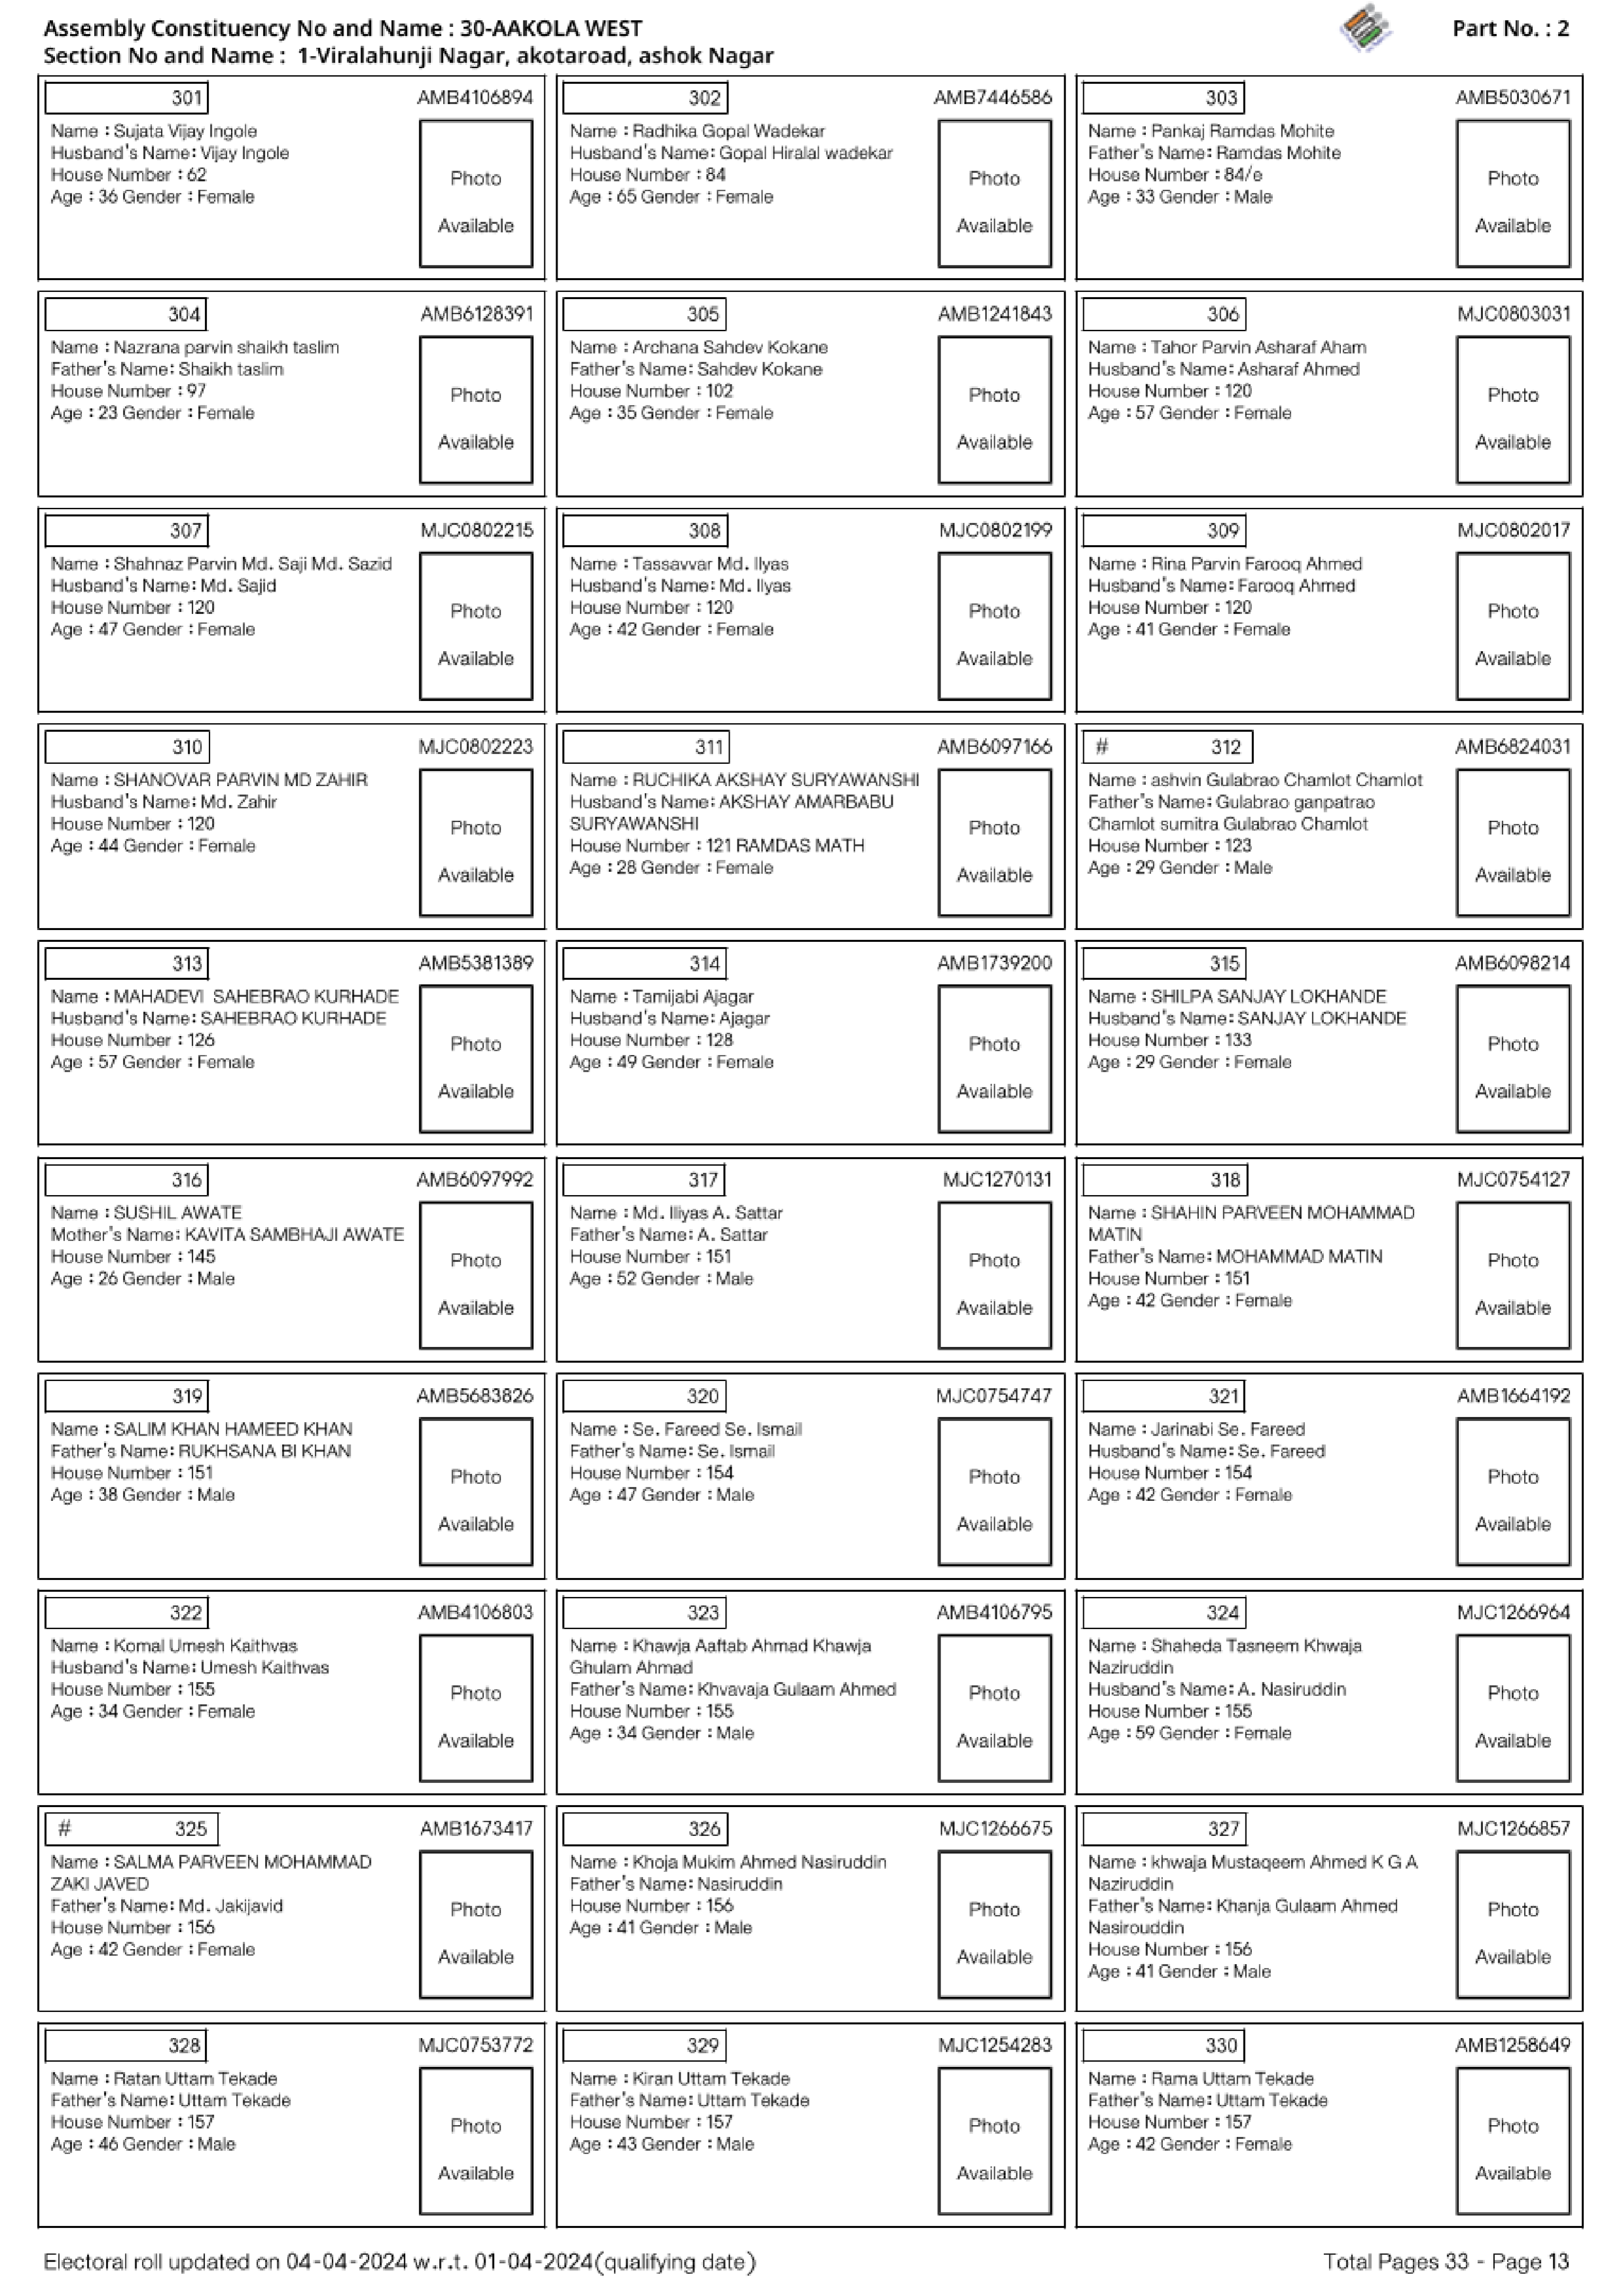 Assembly Constituency No and Name : 30-AAKOLA WEST
Part No. : 2
Section No and Name : 1-Viralahunji Nagar, akotaroad, ashok Nagar
301 AMB4106894
Name : Sujata Vijay Ingole
Husband's Name: Vijay Ingole
House Number : 62
Age : 36 Gender : Female
Photo
Available
302 AMB7446586
Name : Radhika Gopal Wadekar
Husband's Name: Gopal Hiralal wadekar
House Number : 84
Age : 65 Gender : Female
Photo
Available
303 AMB5030671
Name : Pankaj Ramdas Mohite
Father's Name: Ramdas Mohite
House Number : 84/e
Age : 33 Gender : Male
Photo
Available
304 AMB6128391
Name : Nazrana parvin shaikh taslim
Father's Name: Shaikh taslim
House Number : 97
Age : 23 Gender : Female
Photo
Available
305 AMB1241843
Name : Archana Sahdev Kokane
Father's Name: Sahdev Kokane
House Number : 102
Age : 35 Gender : Female
Photo
Available
306 MJC0803031
Name : Tahor Parvin Asharaf Aham
Husband's Name: Asharaf Ahmed
House Number : 120
Age : 57 Gender : Female
Photo
Available
307 MJC0802215
Name : Shahnaz Parvin Md. Saji Md. Sazid
Husband's Name: Md. Sajid
House Number : 120
Age : 47 Gender : Female
Photo
Available
308 MJC0802199
Name : Tassavvar Md. Ilyas
Husband's Name: Md. Ilyas
House Number : 120
Age : 42 Gender : Female
Photo
Available
309 MJC0802017
Name : Rina Parvin Farooq Ahmed
Husband's Name: Farooq Ahmed
House Number : 120
Age : 41 Gender : Female
Photo
Available
310 MJC0802223
Name : SHANOVAR PARVIN MD ZAHIR
Husband's Name: Md. Zahir
House Number : 120
Age : 44 Gender : Female
Photo
Available
311 AMB6097166
Name : RUCHIKA AKSHAY SURYAWANSHI
Husband's Name: AKSHAY AMARBABU
SURYAWANSHI
House Number : 121 RAMDAS MATH
Age : 28 Gender : Female
Photo
Available
# 312 AMB6824031
Name : ashvin Gulabrao Chamlot Chamlot
Father's Name: Gulabrao ganpatrao
Chamlot sumitra Gulabrao Chamlot
House Number : 123
Age : 29 Gender : Male
Photo
Available
313 AMB5381389
Name : MAHADEVI SAHEBRAO KURHADE
Husband's Name: SAHEBRAO KURHADE
House Number : 126
Age : 57 Gender : Female
Photo
Available
314 AMB1739200
Name : Tamijabi Ajagar
Husband's Name: Ajagar
House Number : 128
Age : 49 Gender : Female
Photo
Available
315 AMB6098214
Name : SHILPA SANJAY LOKHANDE
Husband's Name: SANJAY LOKHANDE
House Number : 133
Age : 29 Gender : Female
Photo
Available
316 AMB6097992
Name : SUSHIL AWATE
Mother's Name: KAVITA SAMBHAJI AWATE
House Number : 145
Age : 26 Gender : Male
Photo
Available
317 MJC1270131
Name : Md. Iliyas A. Sattar
Father's Name: A. Sattar
House Number : 151
Age : 52 Gender : Male
Photo
Available
318 MJC0754127
Name : SHAHIN PARVEEN MOHAMMAD
MATIN
Father's Name: MOHAMMAD MATIN
House Number : 151
Age : 42 Gender : Female
Photo
Available
319 AMB5683826
Name : SALIM KHAN HAMEED KHAN
Father's Name: RUKHSANA BI KHAN
House Number : 151
Age : 38 Gender : Male
Photo
Available
320 MJC0754747
Name : Se. Fareed Se. Ismail
Father's Name: Se. Ismail
House Number : 154
Age : 47 Gender : Male
Photo
Available
321 AMB1664192
Name : Jarinabi Se. Fareed
Husband's Name: Se. Fareed
House Number : 154
Age : 42 Gender : Female
Photo
Available
322 AMB4106803
Name : Komal Umesh Kaithvas
Husband's Name: Umesh Kaithvas
House Number : 155
Age : 34 Gender : Female
Photo
Available
323 AMB4106795
Name : Khawja Aaftab Ahmad Khawja
Ghulam Ahmad
Father's Name: Khvavaja Gulaam Ahmed
House Number : 155
Age : 34 Gender : Male
Photo
Available
324 MJC1266964
Name : Shaheda Tasneem Khwaja
Naziruddin
Husband's Name: A. Nasiruddin
House Number : 155
Age : 59 Gender : Female
Photo
Available
# 325 AMB1673417
Name : SALMA PARVEEN MOHAMMAD
ZAKI JAVED
Father's Name: Md. Jakijavid
House Number : 156
Age : 42 Gender : Female
Photo
Available
326 MJC1266675
Name : Khoja Mukim Ahmed Nasiruddin
Father's Name: Nasiruddin
House Number : 156
Age : 41 Gender : Male
Photo
Available
327 MJC1266857
Name : khwaja Mustaqeem Ahmed K G A
Naziruddin
Father's Name: Khanja Gulaam Ahmed
Nasirouddin
House Number : 156
Age : 41 Gender : Male
Photo
Available
328 MJC0753772
Name : Ratan Uttam Tekade
Father's Name: Uttam Tekade
House Number : 157
Age : 46 Gender : Male
Photo
Available
329 MJC1254283
Name : Kiran Uttam Tekade
Father's Name: Uttam Tekade
House Number : 157
Age : 43 Gender : Male
Photo
Available
330 AMB1258649
Name : Rama Uttam Tekade
Father's Name: Uttam Tekade
House Number : 157
Age : 42 Gender : Female
Photo
Available
Electoral roll updated on 04-04-2024 w.r.t. 01-04-2024(qualifying date)
Total Pages 33 - Page 13